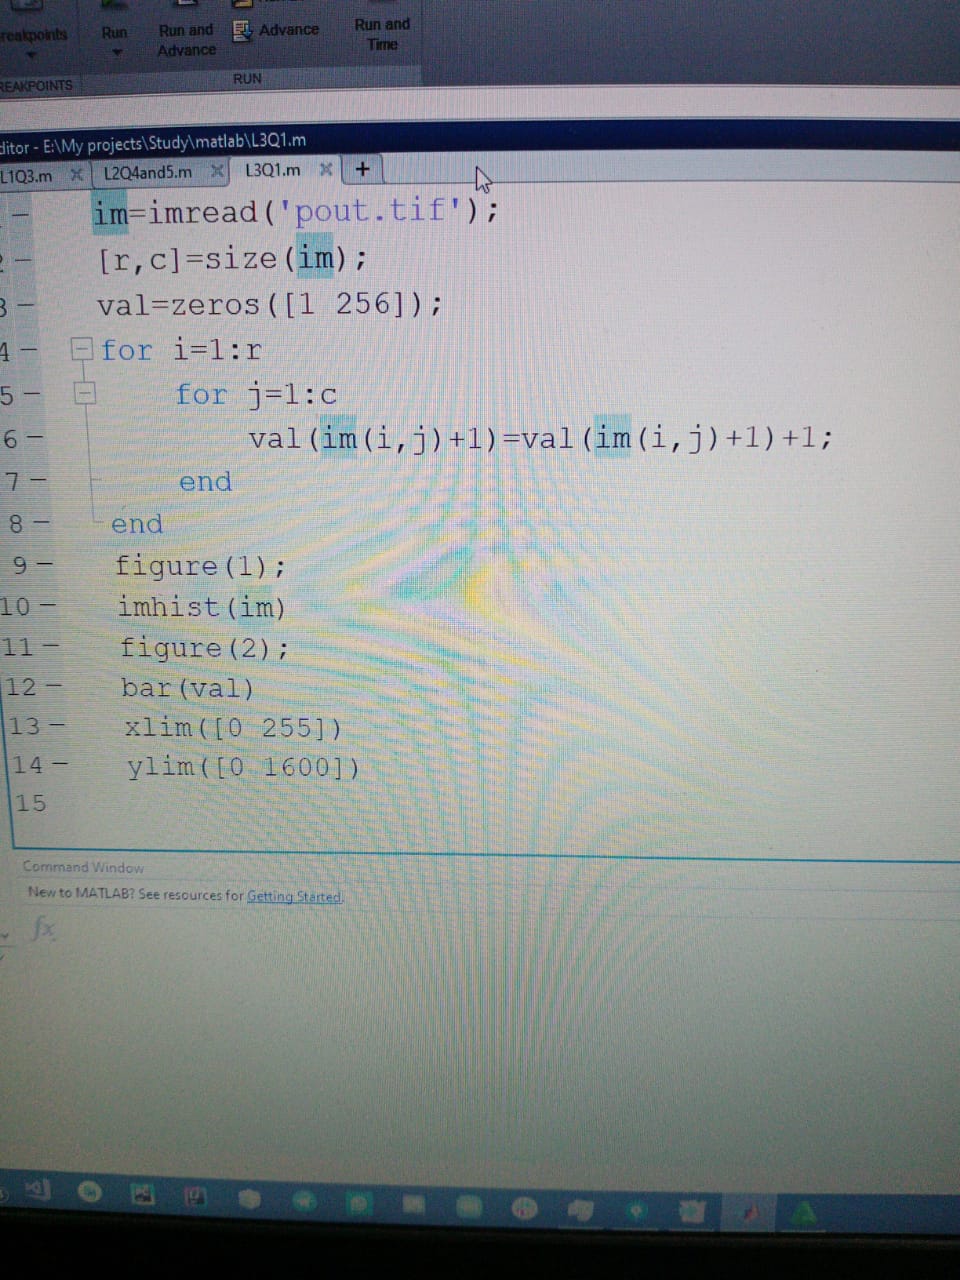 reakpoints Run Run and Advance Advance Run and Time
REAKPOINTS RUN
ditor - E:\My projects\Study\matlab\L3Q1.m
L1Q3.m × L2Q4and5.m × L3Q1.m × +
im=imread('pout.tif');
2 [r,c]=size(im);
3 val=zeros([1 256]);
4 for i=1:r
5 for j=1:c
6 val(im(i,j)+1)=val(im(i,j)+1)+1;
7 end
8 end
9 figure(1);
10 imhist(im)
11 figure(2);
12 bar(val)
13 xlim([0 255])
14 ylim([0 1600])
15
Command Window
New to MATLAB? See resources for Getting Started.
fx